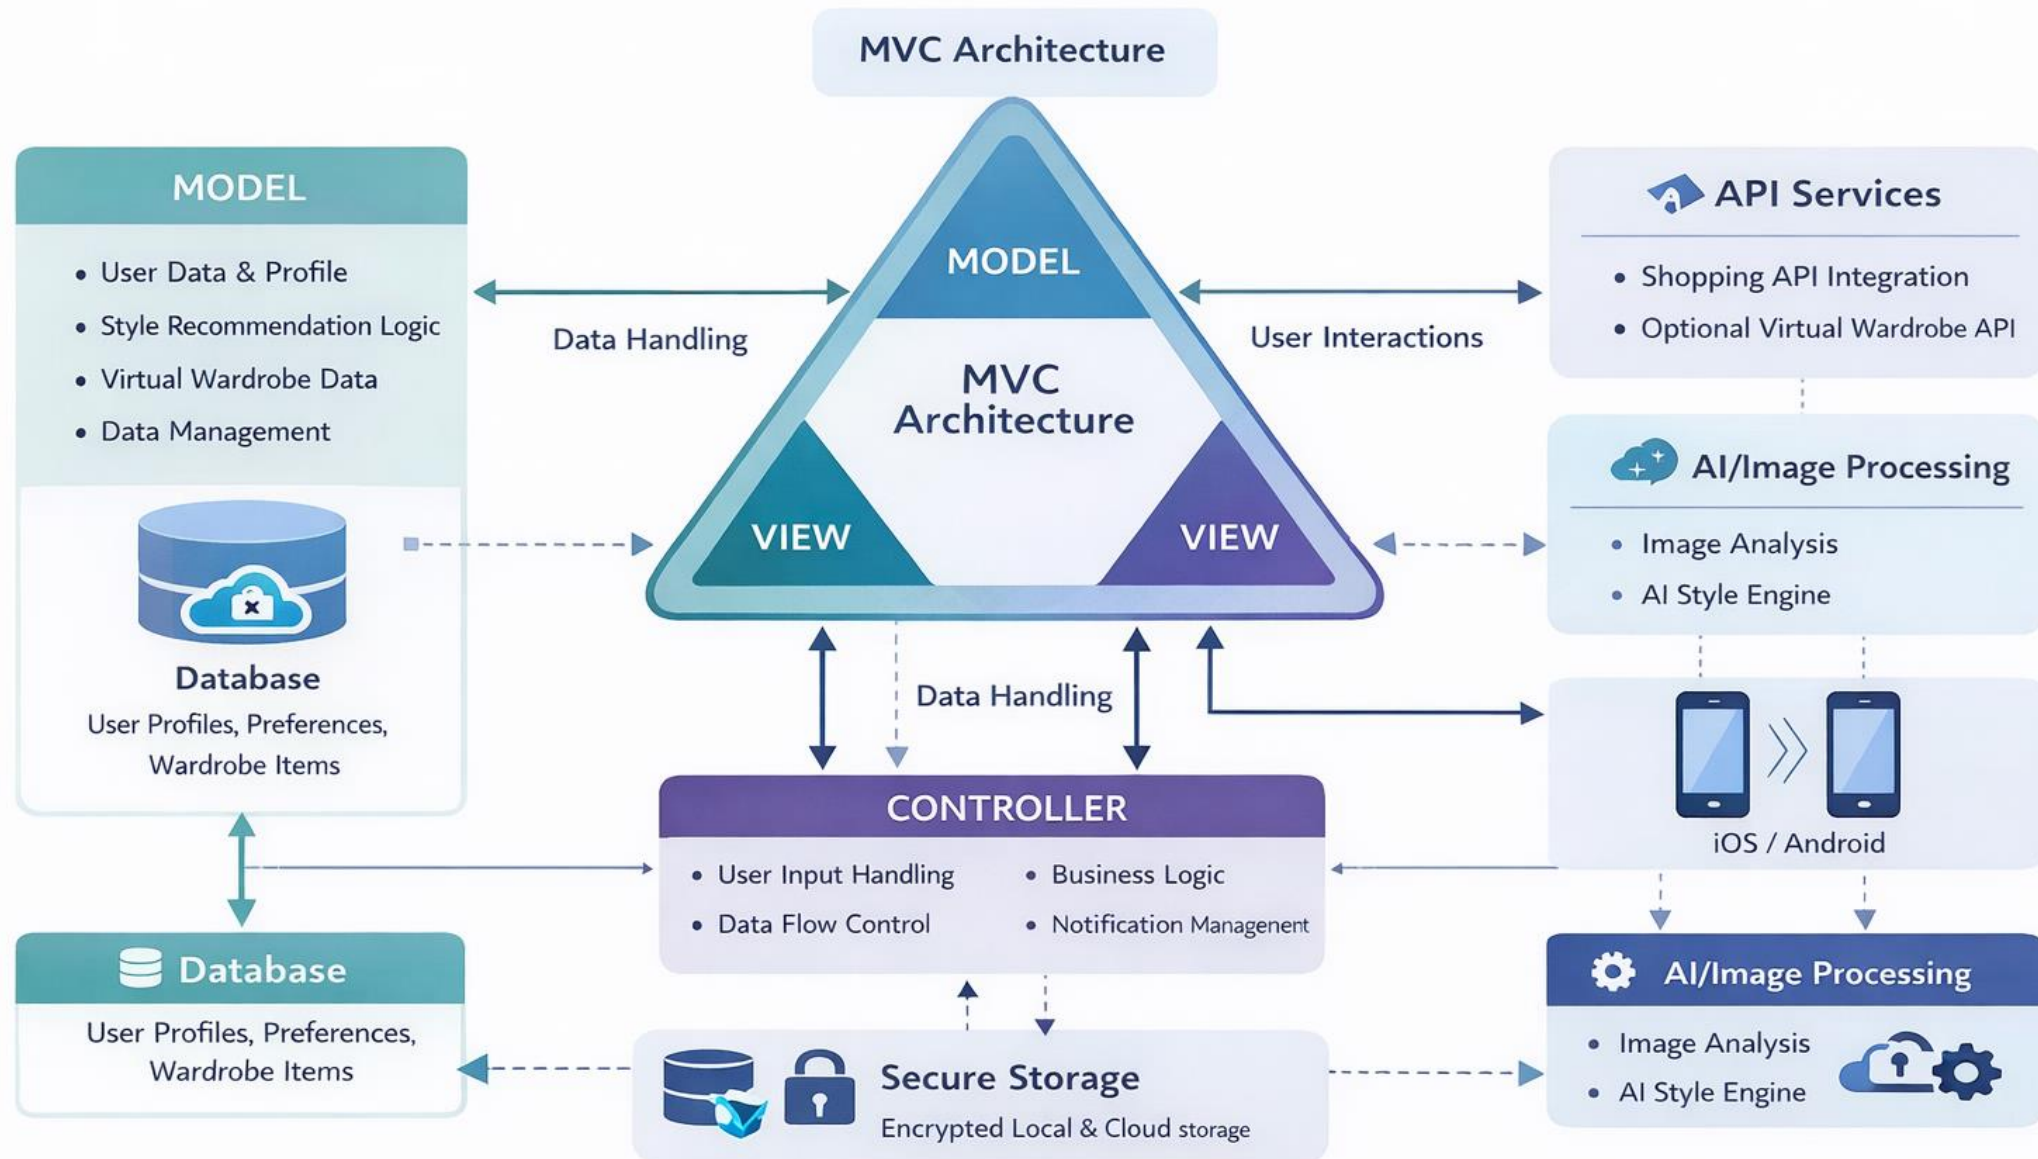 MVC Architecture
MODEL
• User Data & Profile
• Style Recommendation Logic
• Virtual Wardrobe Data
• Data Management
Database
User Profiles, Preferences,
Wardrobe Items
Data Handling
MODEL
MVC
Architecture
VIEW
VIEW
User Interactions
API Services
• Shopping API Integration
• Optional Virtual Wardrobe API
AI/Image Processing
• Image Analysis
• AI Style Engine
Data Handling
iOS / Android
CONTROLLER
• User Input Handling
• Data Flow Control
• Business Logic
• Notification Management
Database
User Profiles, Preferences,
Wardrobe Items
Secure Storage
Encrypted Local & Cloud storage
AI/Image Processing
• Image Analysis
• AI Style Engine